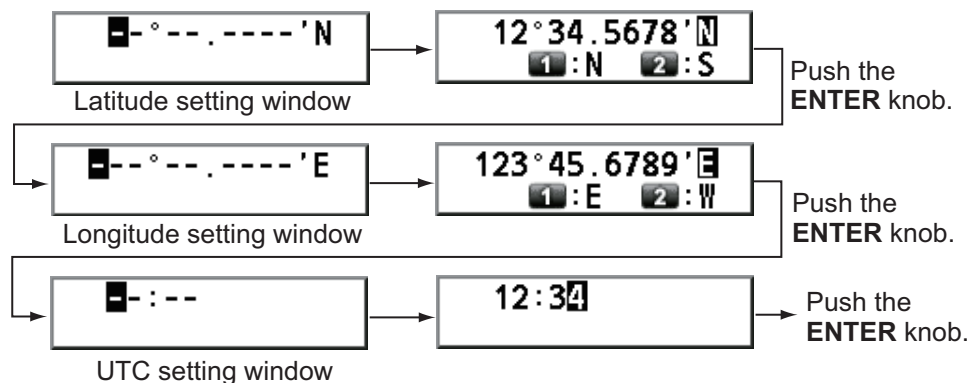 --°--.----'N
12°34.5678'N
1 : N 2 : S
Push the
ENTER knob.
Latitude setting window
---°--.----'E
123°45.6789'E
1 : E 2 : W
Push the
ENTER knob.
Longitude setting window
--:--
12:34
Push the
ENTER knob.
UTC setting window